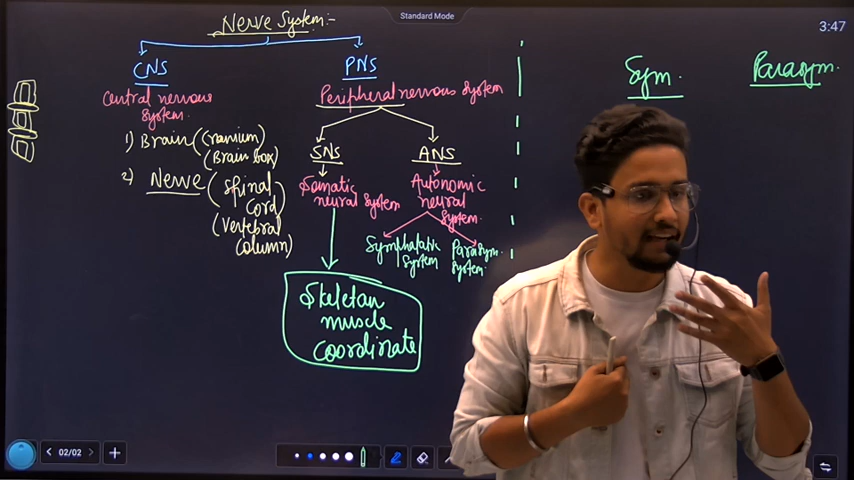 Standard Mode
3:47
Nerve System:-
CNS
PNS
Central nervous
system.
Peripheral nervous system
1) Brain (Cranium)
(Brain box)
2) Nerve (Spinal
Cord)
(Vertebral
Column)
SNS
ANS
Somatic
neural system
Autonomic
neural
system.
Symphatatic
system
Parasym.
system.
Skeletan
muscle
coordinate
Sym.
Parasym.
02/02